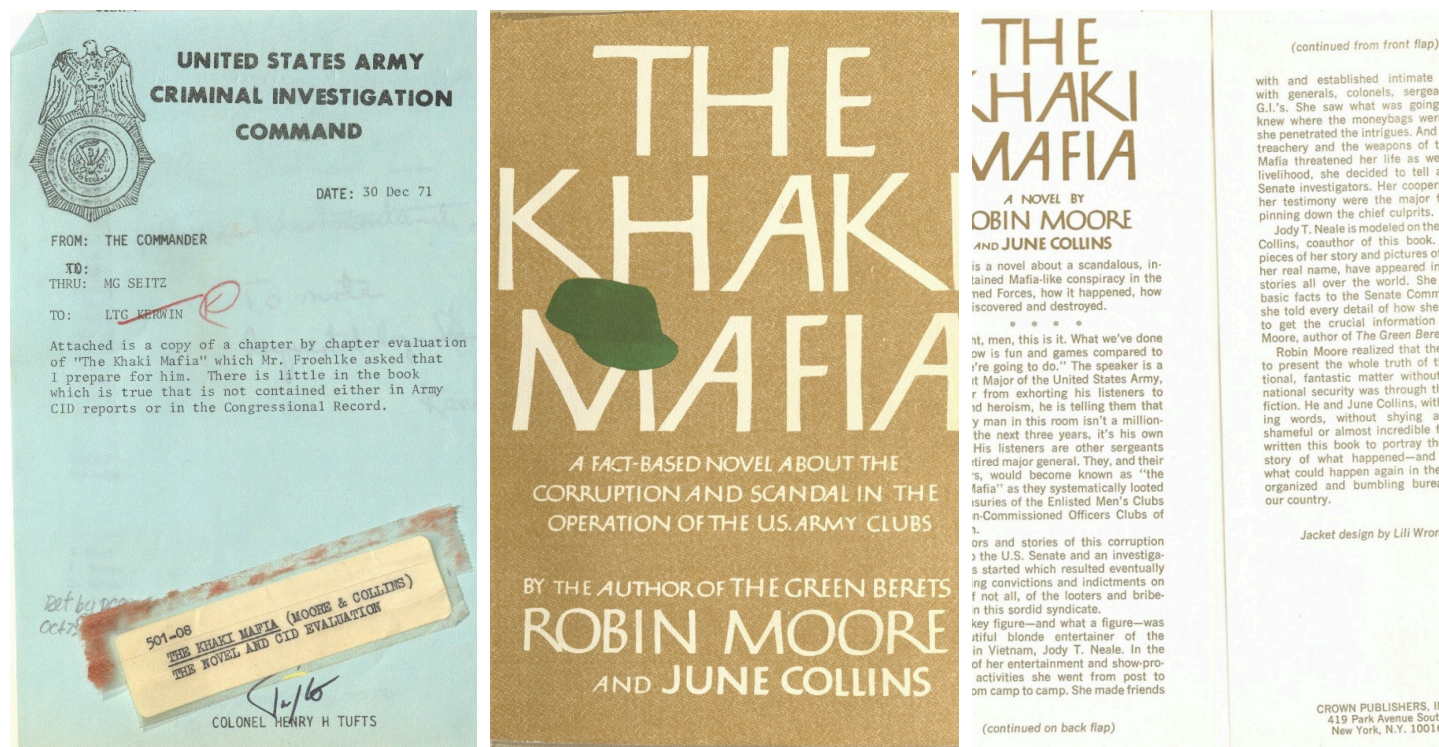 UNITED STATES ARMY
CRIMINAL INVESTIGATION
COMMAND
DATE: 30 Dec 71
FROM: THE COMMANDER
TO:
THRU: MG SEITZ
TO: LTG KERWIN
Attached is a copy of a chapter by chapter evaluation
of "The Khaki Mafia" which Mr. Froehlke asked that
I prepare for him. There is little in the book
which is true that is not contained either in Army
CID reports or in the Congressional Record.
501-08
THE KHAKI MAFIA (MOORE & COLLINS)
THE NOVEL AND CID EVALUATION
COLONEL HENRY H TUFTS
THE
KHAKI
MAFIA
A FACT-BASED NOVEL ABOUT THE
CORRUPTION AND SCANDAL IN THE
OPERATION OF THE U.S. ARMY CLUBS
BY THE AUTHOR OF THE GREEN BERETS
ROBIN MOORE
AND JUNE COLLINS
THE
KHAKI
MAFIA
A NOVEL BY
OBIN MOORE
AND JUNE COLLINS
is a novel about a scandalous, in-
tained Mafia-like conspiracy in the
med Forces, how it happened, how
iscovered and destroyed.
* * * *
ht, men, this is it. What we've done
ow is fun and games compared to
're going to do." The speaker is a
t Major of the United States Army,
r from exhorting his listeners to
nd heroism, he is telling them that
y man in this room isn't a million-
the next three years, it's his own
His listeners are other sergeants
tired major general. They, and their
rs, would become known as "the
Mafia" as they systematically looted
asuries of the Enlisted Men's Clubs
n-Commissioned Officers Clubs of
n.
ors and stories of this corruption
o the U.S. Senate and an investiga-
s started which resulted eventually
ing convictions and indictments on
f not all, of the looters and bribe-
n this sordid syndicate.
key figure—and what a figure—was
utiful blonde entertainer of the
in Vietnam, Jody T. Neale. In the
of her entertainment and show-pro-
activities she went from post to
om camp to camp. She made friends
(continued on back flap)
(continued from front flap)
with and established intimate
with generals, colonels, sergea
G.I.'s. She saw what was going
knew where the moneybags wer
she penetrated the intrigues. And
treachery and the weapons of t
Mafia threatened her life as we
livelihood, she decided to tell a
Senate investigators. Her cooper
her testimony were the major f
pinning down the chief culprits.
Jody T. Neale is modeled on the
Collins, coauthor of this book.
pieces of her story and pictures of
her real name, have appeared in
stories all over the world. She
basic facts to the Senate Comm
she told every detail of how she
to get the crucial information
Moore, author of The Green Bere
Robin Moore realized that the
to present the whole truth of t
tional, fantastic matter without
national security was through t
fiction. He and June Collins, with
ing words, without shying a
shameful or almost incredible f
written this book to portray the
story of what happened—and
what could happen again in the
organized and bumbling burea
our country.
Jacket design by Lili Wron
CROWN PUBLISHERS, I
419 Park Avenue Sout
New York, N.Y. 10016